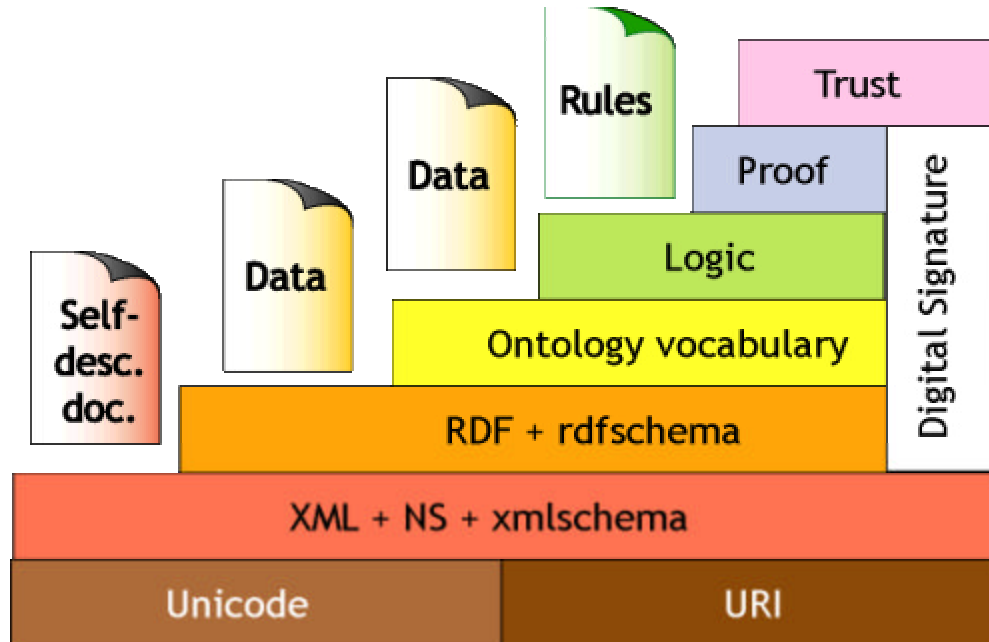 Rules
Trust
Data
Proof
Data
Logic
Digital Signature
Self-
desc.
doc.
Ontology vocabulary
RDF + rdfschema
XML + NS + xmlschema
Unicode
URI